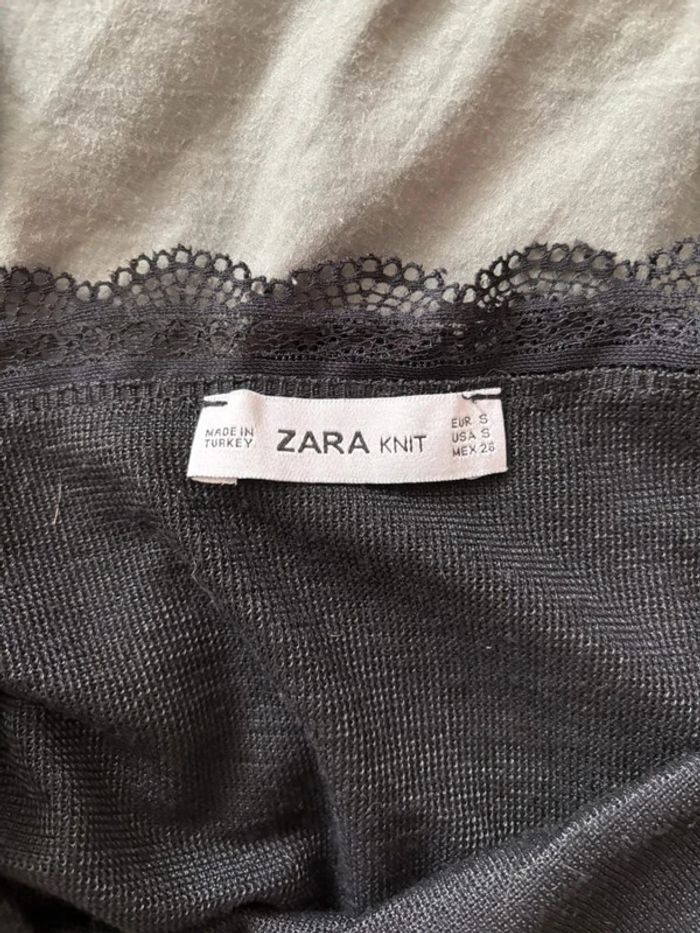 MADE IN
TURKEY
ZARA KNIT
EUR S
USA S
MEX 26